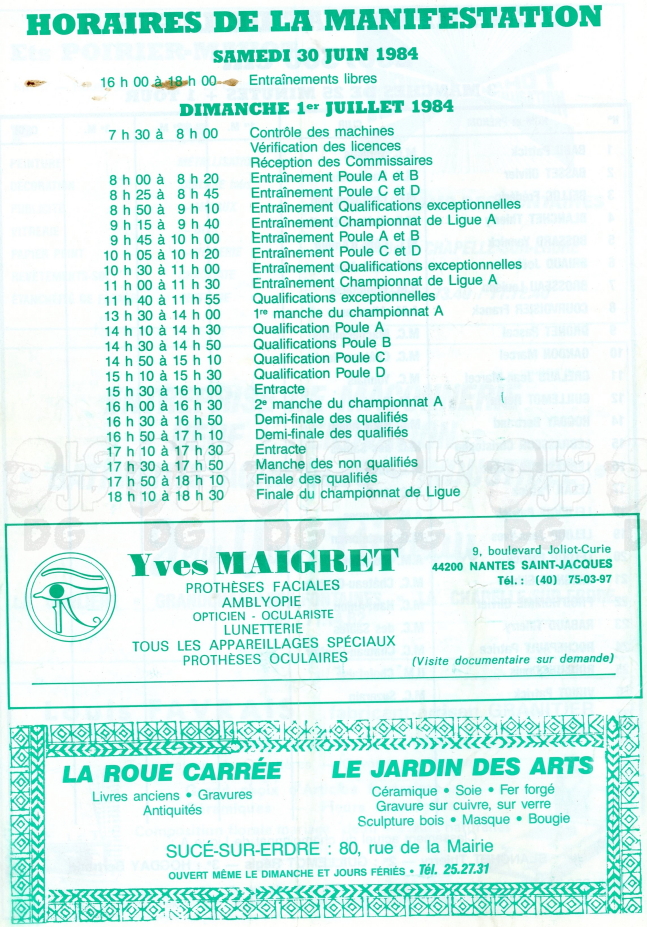 HORAIRES DE LA MANIFESTATION
SAMEDI 30 JUIN 1984
16 h 00 à 18 h 00 Entraînements libres
DIMANCHE 1er JUILLET 1984
7 h 30 à 8 h 00 Contrôle des machines
Vérification des licences
Réception des Commissaires
8 h 00 à 8 h 20 Entraînement Poule A et B
8 h 25 à 8 h 45 Entraînement Poule C et D
8 h 50 à 9 h 10 Entraînement Qualifications exceptionnelles
9 h 15 à 9 h 40 Entraînement Championnat de Ligue A
9 h 45 à 10 h 00 Entraînement Poule A et B
10 h 05 à 10 h 20 Entraînement Poule C et D
10 h 30 à 11 h 00 Entraînement Qualifications exceptionnelles
11 h 00 à 11 h 30 Entraînement Championnat de Ligue A
11 h 40 à 11 h 55 Qualifications exceptionnelles
13 h 30 à 14 h 00 1re manche du championnat A
14 h 10 à 14 h 30 Qualification Poule A
14 h 30 à 14 h 50 Qualifications Poule B
14 h 50 à 15 h 10 Qualification Poule C
15 h 10 à 15 h 30 Qualification Poule D
15 h 30 à 16 h 00 Entracte
16 h 00 à 16 h 30 2e manche du championnat A
16 h 30 à 16 h 50 Demi-finale des qualifiés
16 h 50 à 17 h 10 Demi-finale des qualifiés
17 h 10 à 17 h 30 Entracte
17 h 30 à 17 h 50 Manche des non qualifiés
17 h 50 à 18 h 10 Finale des qualifiés
18 h 10 à 18 h 30 Finale du championnat de Ligue
LG JP DG
Yves MAIGRET
PROTHÈSES FACIALES
AMBLYOPIE
OPTICIEN - OCULARISTE
LUNETTERIE
TOUS LES APPAREILLAGES SPÉCIAUX
PROTHÈSES OCULAIRES
9, boulevard Joliot-Curie
44200 NANTES SAINT-JACQUES
Tél. : (40) 75-03-97
(Visite documentaire sur demande)
LA ROUE CARRÉE
Livres anciens • Gravures
Antiquités
LE JARDIN DES ARTS
Céramique • Soie • Fer forgé
Gravure sur cuivre, sur verre
Sculpture bois • Masque • Bougie
SUCÉ-SUR-ERDRE : 80, rue de la Mairie
OUVERT MÊME LE DIMANCHE ET JOURS FÉRIÉS • Tél. 25.27.31